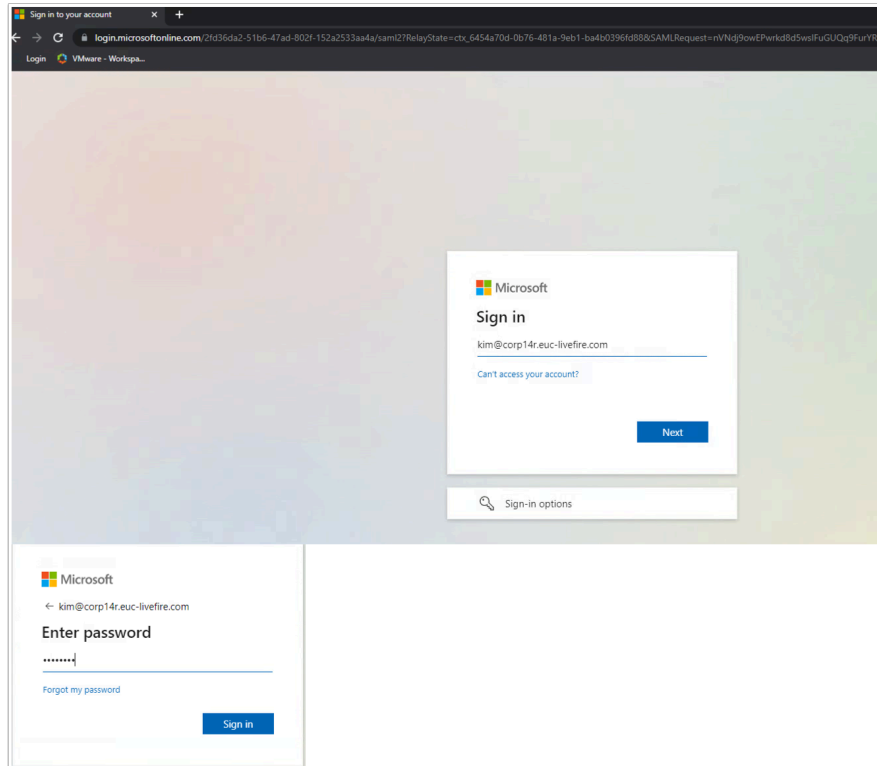 Sign in to your account
login.microsoftonline.com/2fd36da2-51b6-47ad-802f-152a2533aa4a/saml2?RelayState=ctx_6454a70d-0b76-481a-9eb1-ba4b0396fd88&SAMLRequest=nVNdj9owEPwrkd8d5wslFuGUQq9FurYR
Login VMware - Workspa...
Microsoft
Sign in
kim@corp14r.euc-livefire.com
Can't access your account?
Next
Sign-in options
Microsoft
← kim@corp14r.euc-livefire.com
Enter password
Forgot my password
Sign in